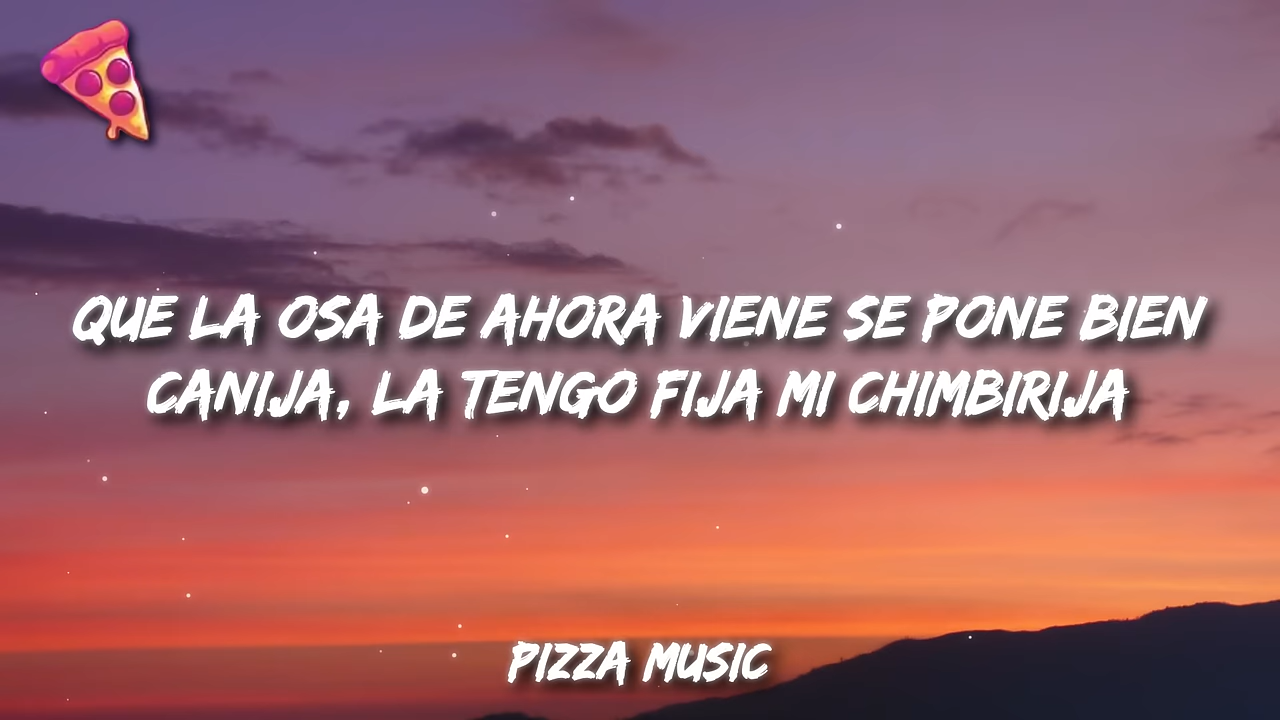 QUE LA OSA DE AHORA VIENE SE PONE BIEN
CANIJA, LA TENGO FIJA MI CHIMBIRIJA
PIZZA MUSIC